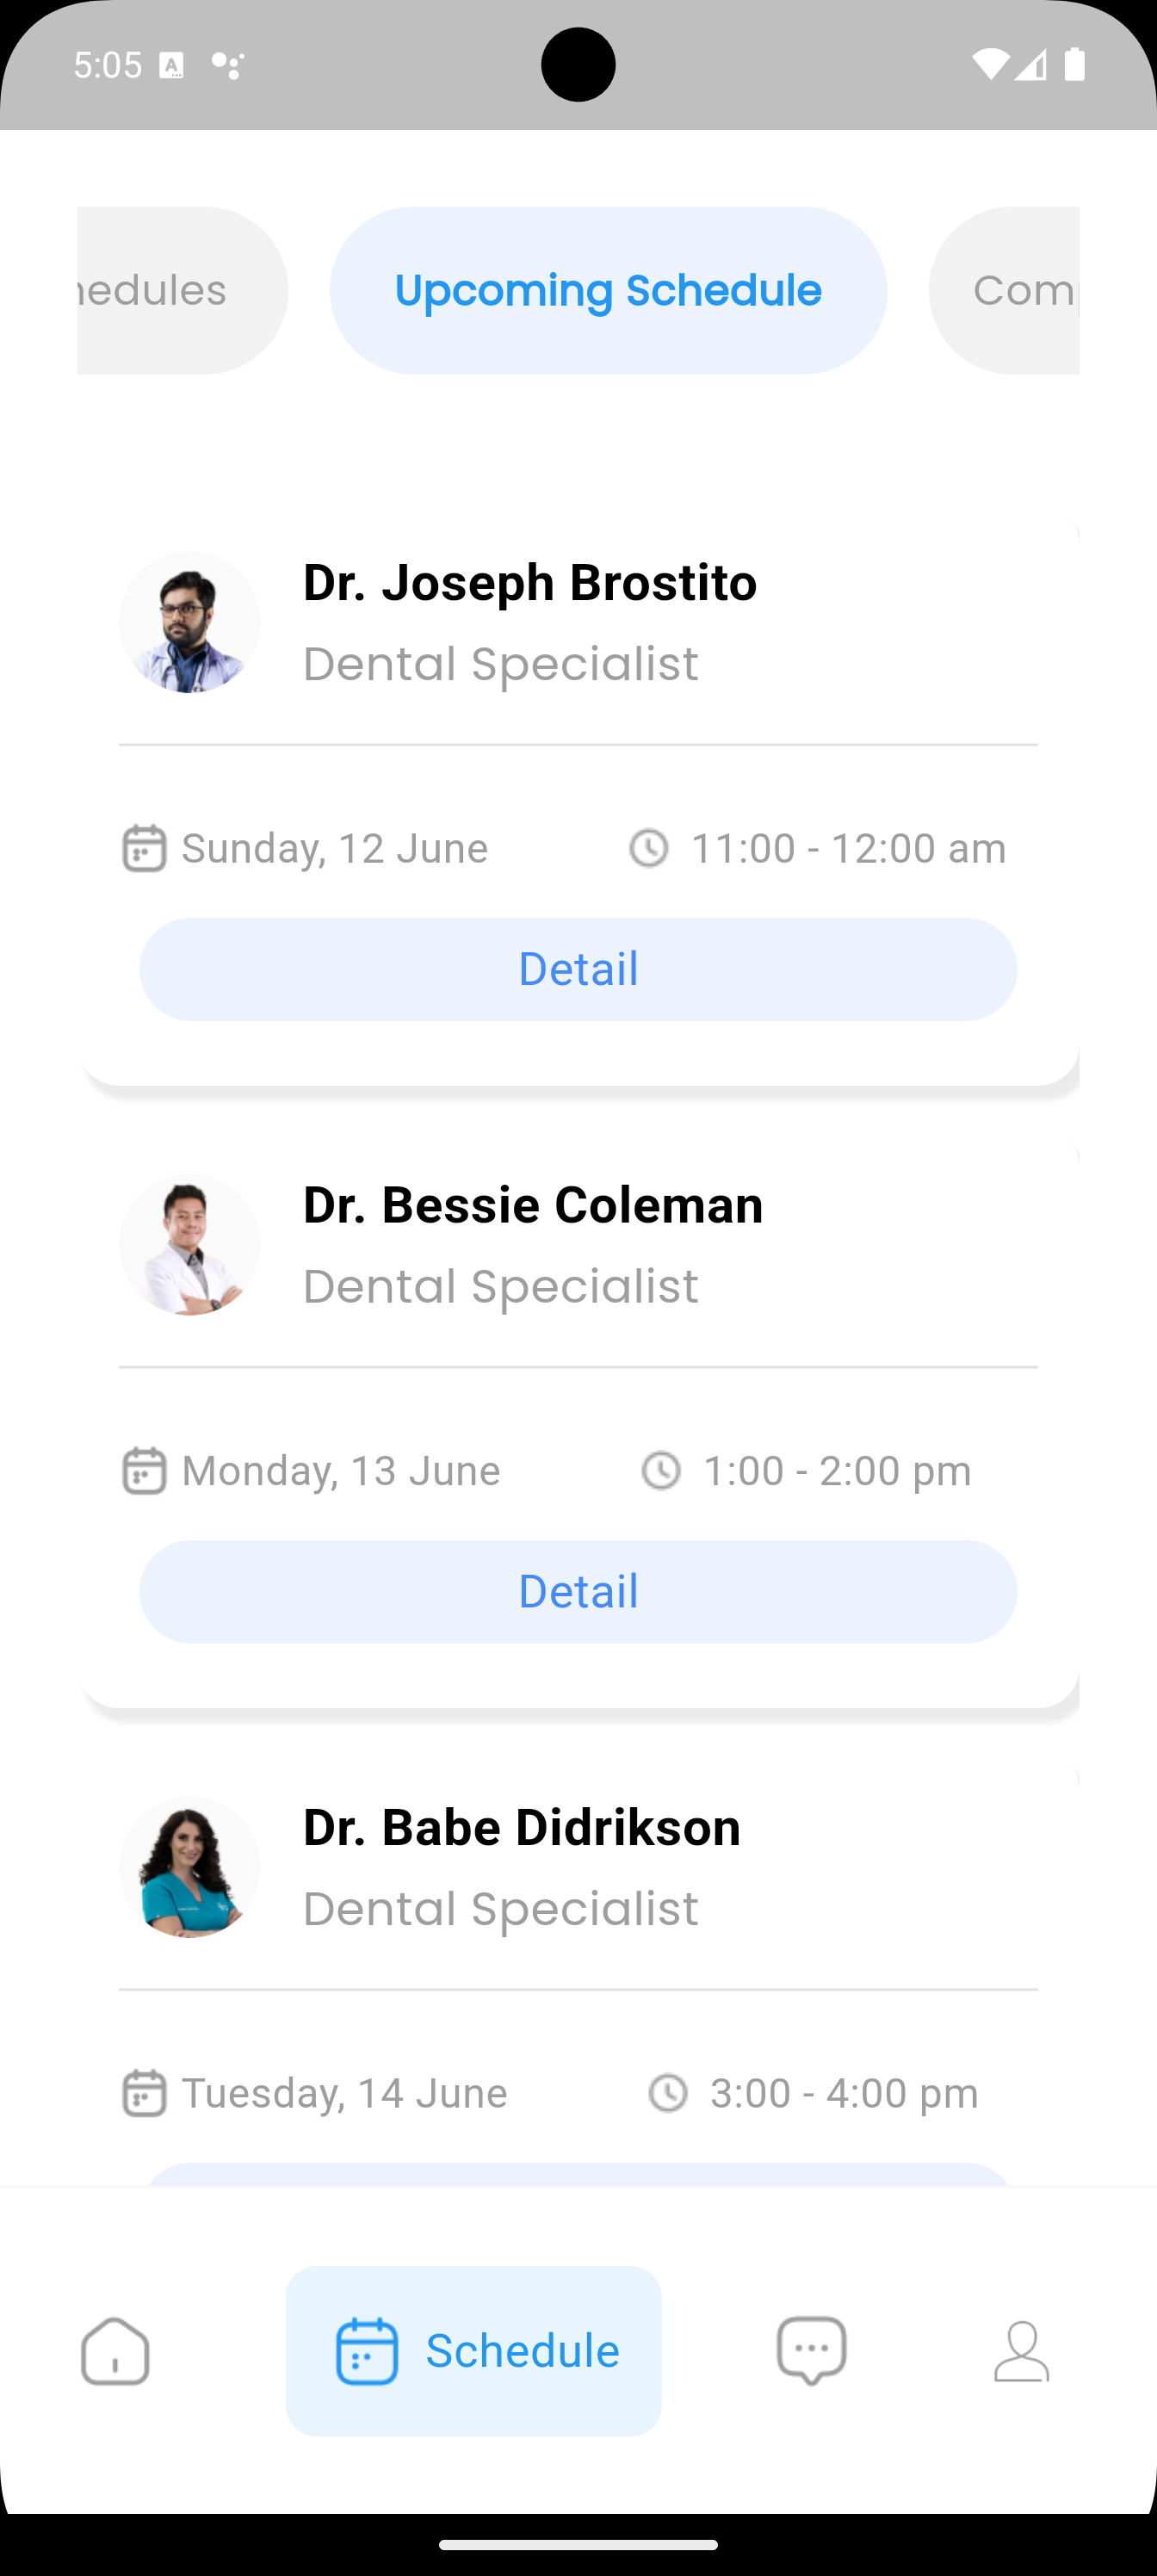 5:05
hedules
Upcoming Schedule
Com
Dr. Joseph Brostito
Dental Specialist
Sunday, 12 June
11:00 - 12:00 am
Detail
Dr. Bessie Coleman
Dental Specialist
Monday, 13 June
1:00 - 2:00 pm
Detail
Dr. Babe Didrikson
Dental Specialist
Tuesday, 14 June
3:00 - 4:00 pm
Schedule